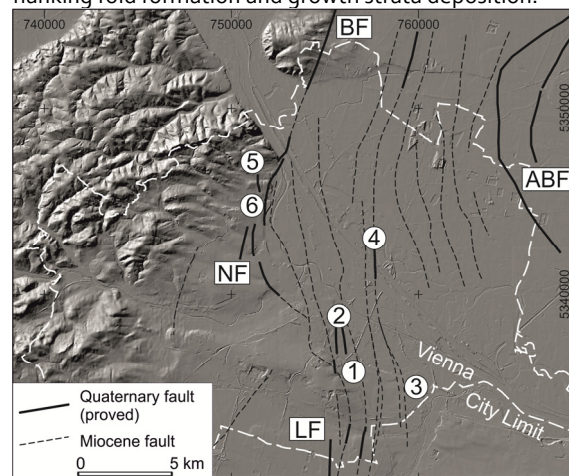 flanking fold formation and growth strata deposition.
740000
750000
760000
BF
5350000
ABF
5
6
4
NF
5340000
2
Vienna
1
3
City Limit
LF
Quaternary fault
(proved)
Miocene fault
0
5 km